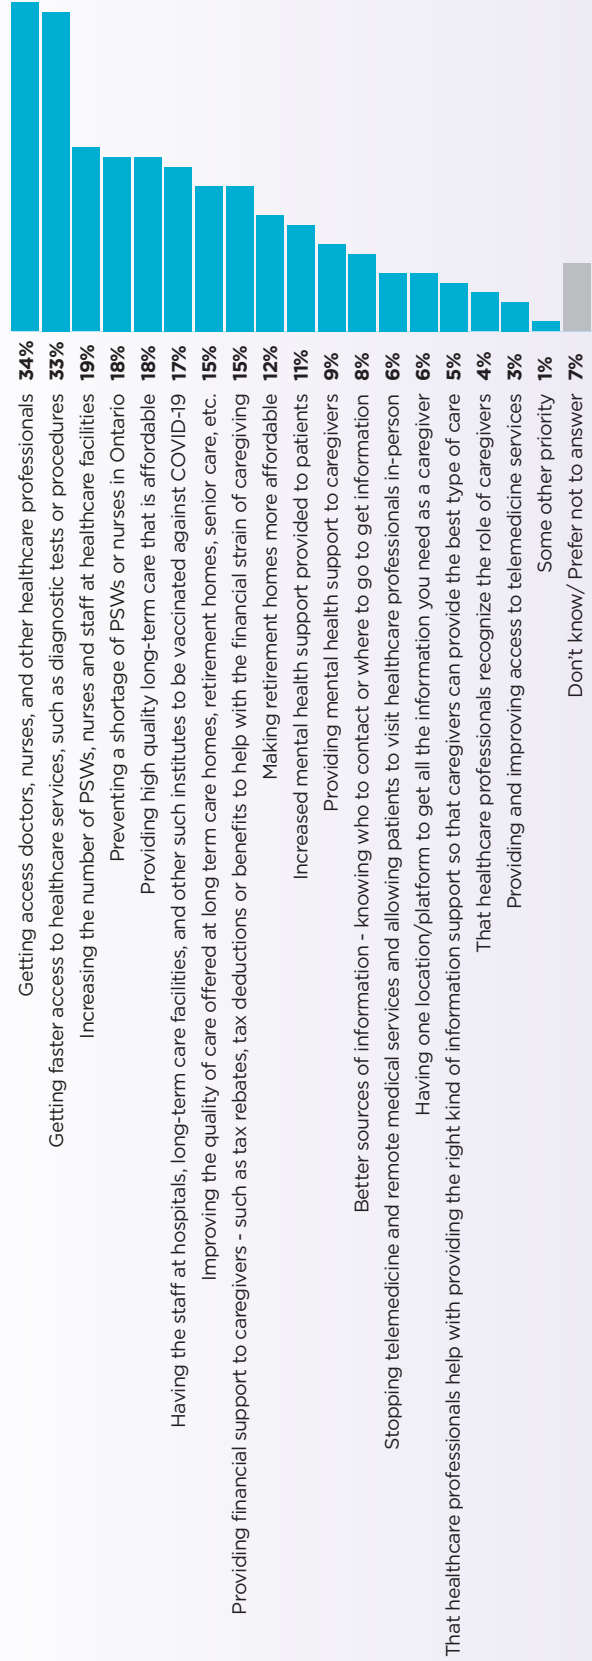 Getting access doctors, nurses, and other healthcare professionals 34%
Getting faster access to healthcare services, such as diagnostic tests or procedures 33%
Increasing the number of PSWs, nurses and staff at healthcare facilities 19%
Preventing a shortage of PSWs or nurses in Ontario 18%
Providing high quality long-term care that is affordable 18%
Having the staff at hospitals, long-term care facilities, and other such institutes to be vaccinated against COVID-19 17%
Improving the quality of care offered at long term care homes, retirement homes, senior care, etc. 15%
Providing financial support to caregivers - such as tax rebates, tax deductions or benefits to help with the financial strain of caregiving 15%
Making retirement homes more affordable 12%
Increased mental health support provided to patients 11%
Providing mental health support to caregivers 9%
Better sources of information - knowing who to contact or where to go to get information 8%
Stopping telemedicine and remote medical services and allowing patients to visit healthcare professionals in-person 6%
Having one location/platform to get all the information you need as a caregiver 6%
That healthcare professionals help with providing the right kind of information support so that caregivers can provide the best type of care 5%
That healthcare professionals recognize the role of caregivers 4%
Providing and improving access to telemedicine services 3%
Some other priority 1%
Don't know/ Prefer not to answer 7%